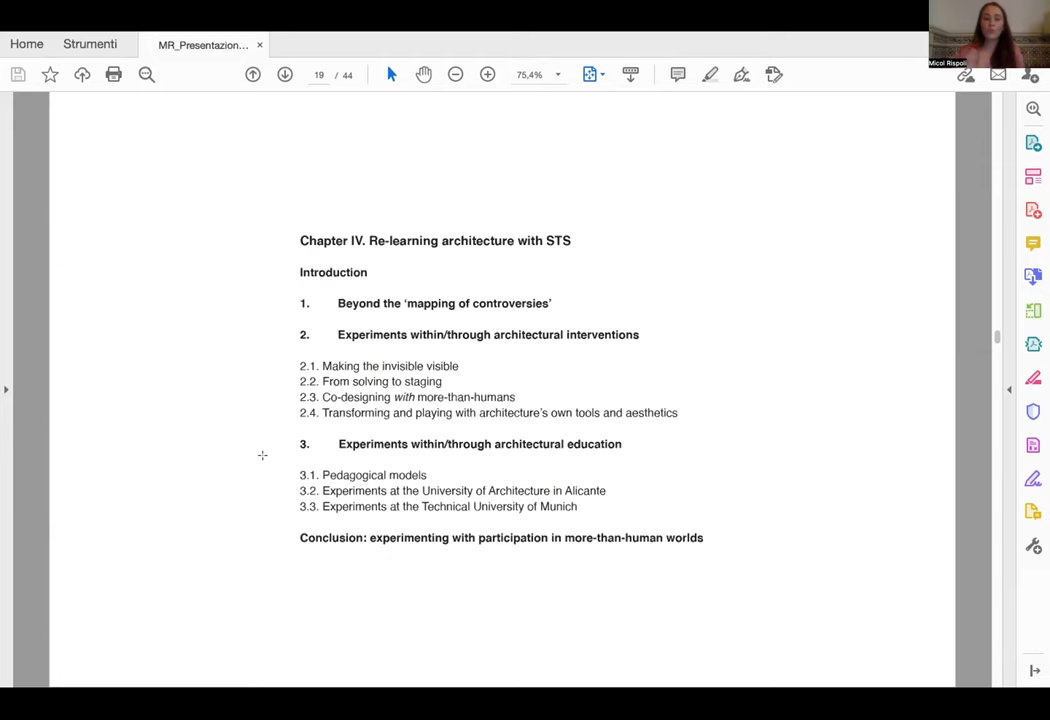 Home
Strumenti
MR_Presentazion... ×
19 / 44
75,4%
Micol Rispoli
Chapter IV. Re-learning architecture with STS
Introduction
1. Beyond the ‘mapping of controversies’
2. Experiments within/through architectural interventions
2.1. Making the invisible visible
2.2. From solving to staging
2.3. Co-designing with more-than-humans
2.4. Transforming and playing with architecture’s own tools and aesthetics
3. Experiments within/through architectural education
3.1. Pedagogical models
3.2. Experiments at the University of Architecture in Alicante
3.3. Experiments at the Technical University of Munich
Conclusion: experimenting with participation in more-than-human worlds